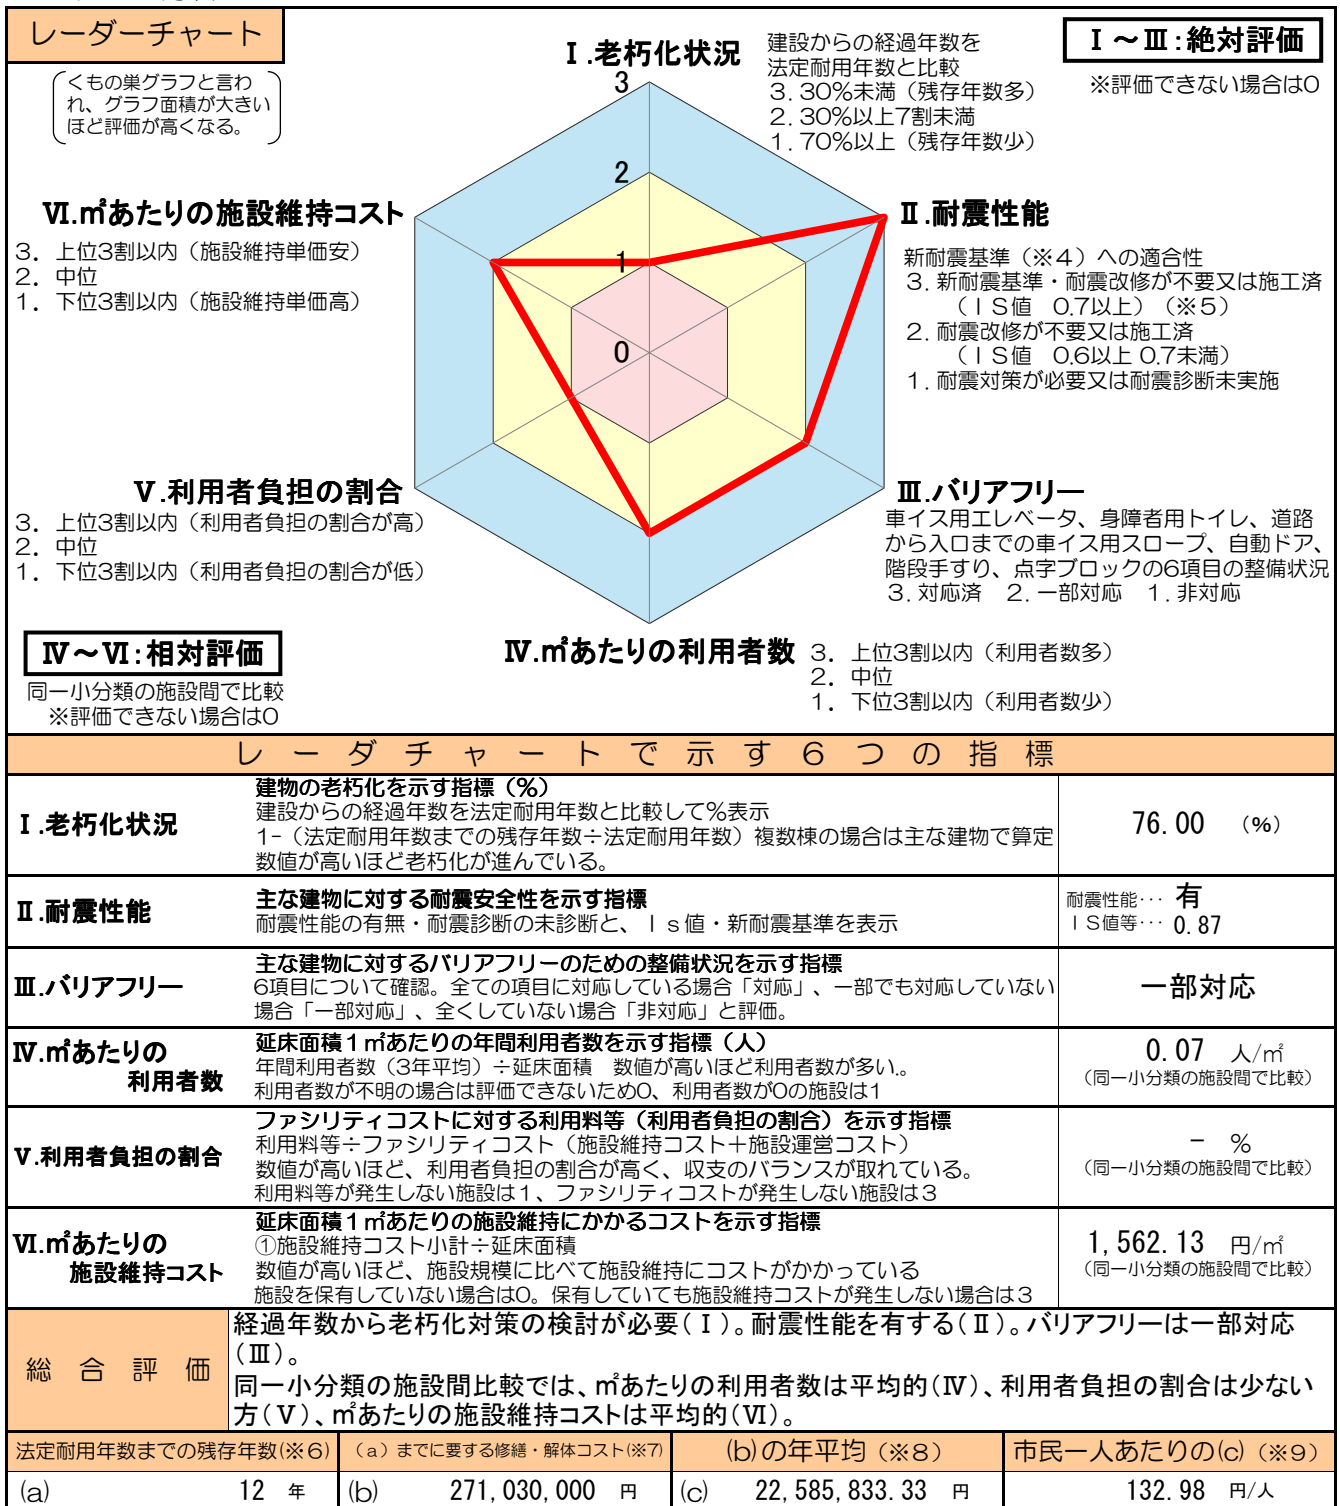 レーダーチャート
くもの巣グラフと言わ
れ、グラフ面積が大きい
ほど評価が高くなる。
Ⅰ～Ⅲ:絶対評価
※評価できない場合は0
Ⅰ.老朽化状況
建設からの経過年数を
法定耐用年数と比較
3. 30%未満（残存年数多）
2. 30%以上7割未満
1. 70%以上（残存年数少）
3
2
1
0
Ⅵ.㎡あたりの施設維持コスト
3. 上位3割以内（施設維持単価安）
2. 中位
1. 下位3割以内（施設維持単価高）
Ⅱ.耐震性能
新耐震基準（※4）への適合性
3. 新耐震基準・耐震改修が不要又は施工済
（ＩＳ値　0.7以上）（※5）
2. 耐震改修が不要又は施工済
（ＩＳ値　0.6以上 0.7未満）
1. 耐震対策が必要又は耐震診断未実施
Ⅴ.利用者負担の割合
3. 上位3割以内（利用者負担の割合が高）
2. 中位
1. 下位3割以内（利用者負担の割合が低）
Ⅲ.バリアフリー
車イス用エレベータ、身障者用トイレ、道路
から入口までの車イス用スロープ、自動ドア、
階段手すり、点字ブロックの6項目の整備状況
3. 対応済　2. 一部対応　1. 非対応
Ⅳ～Ⅵ:相対評価
同一小分類の施設間で比較
※評価できない場合は0
Ⅳ.㎡あたりの利用者数
3. 上位3割以内（利用者数多）
2. 中位
1. 下位3割以内（利用者数少）
レーダチャートで示す6つの指標
Ⅰ.老朽化状況
建物の老朽化を示す指標（%）
建設からの経過年数を法定耐用年数と比較して%表示
1-（法定耐用年数までの残存年数÷法定耐用年数）複数棟の場合は主な建物で算定
数値が高いほど老朽化が進んでいる。
76.00 （%）
Ⅱ.耐震性能
主な建物に対する耐震安全性を示す指標
耐震性能の有無・耐震診断の未診断と、Ｉｓ値・新耐震基準を表示
耐震性能… 有
ＩＳ値等… 0.87
Ⅲ.バリアフリー
主な建物に対するバリアフリーのための整備状況を示す指標
6項目について確認。全ての項目に対応している場合「対応」、一部でも対応していない
場合「一部対応」、全くしていない場合「非対応」と評価。
一部対応
Ⅳ.㎡あたりの
利用者数
延床面積１㎡あたりの年間利用者数を示す指標（人）
年間利用者数（3年平均）÷延床面積　数値が高いほど利用者数が多い。
利用者数が不明の場合は評価できないため0、利用者数が0の施設は1
0.07 人/㎡
（同一小分類の施設間で比較）
Ⅴ.利用者負担の割合
ファシリティコストに対する利用料等（利用者負担の割合）を示す指標
利用料等÷ファシリティコスト（施設維持コスト＋施設運営コスト）
数値が高いほど、利用者負担の割合が高く、収支のバランスが取れている。
利用料等が発生しない施設は１、ファシリティコストが発生しない施設は３
－ %
（同一小分類の施設間で比較）
Ⅵ.㎡あたりの
施設維持コスト
延床面積１㎡あたりの施設維持にかかるコストを示す指標
①施設維持コスト小計÷延床面積
数値が高いほど、施設規模に比べて施設維持にコストがかかっている
施設を保有していない場合は0。保有していても施設維持コストが発生しない場合は３
1,562.13 円/㎡
（同一小分類の施設間で比較）
総合評価
経過年数から老朽化対策の検討が必要(Ⅰ)。耐震性能を有する(Ⅱ)。バリアフリーは一部対応
(Ⅲ)。
同一小分類の施設間比較では、㎡あたりの利用者数は平均的(Ⅳ)、利用者負担の割合は少ない
方(Ⅴ)、㎡あたりの施設維持コストは平均的(Ⅵ)。
法定耐用年数までの残存年数(※6)
（a）までに要する修繕・解体コスト(※7)
(b)の年平均（※8）
市民一人あたりの(c)（※9）
(a) 12 年
(b) 271,030,000 円
(c) 22,585,833.33 円
132.98 円/人